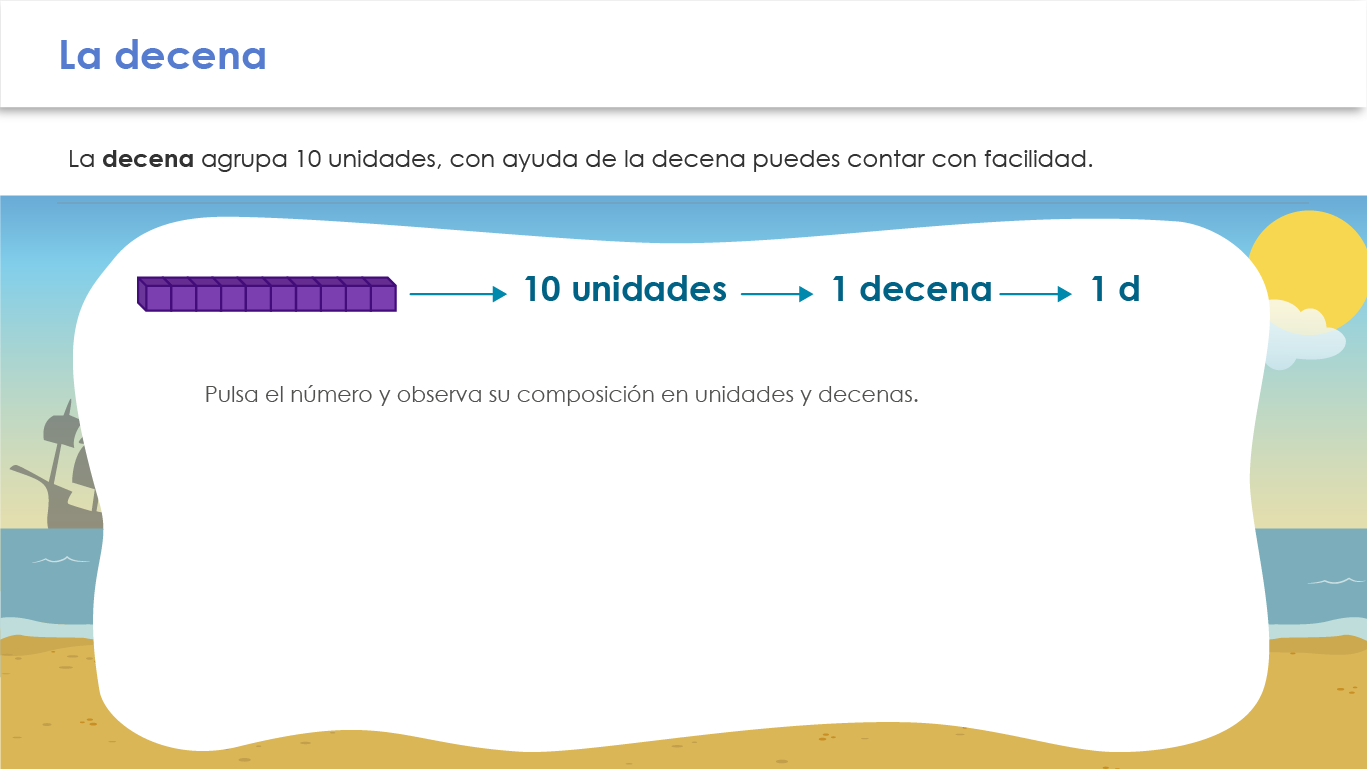 La decena
La decena agrupa 10 unidades, con ayuda de la decena puedes contar con facilidad.
10 unidades 1 decena 1 d
Pulsa el número y observa su composición en unidades y decenas.